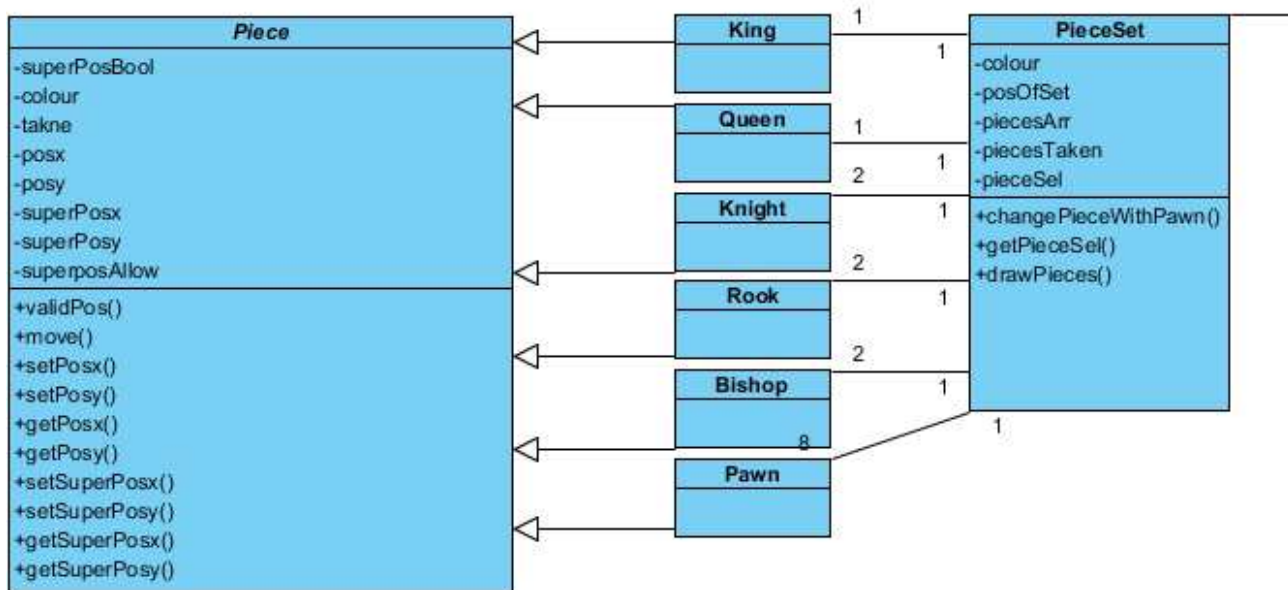 Piece
-superPosBool
-colour
-takne
-posx
-posy
-superPosx
-superPosy
-superposAllow
+validPos()
+move()
+setPosx()
+setPosy()
+getPosx()
+getPosy()
+setSuperPosx()
+setSuperPosy()
+getSuperPosx()
+getSuperPosy()
King
1
1
Queen
1
1
Knight
2
1
Rook
2
1
Bishop
2
1
Pawn
8
1
PieceSet
-colour
-posOfSet
-piecesArr
-piecesTaken
-pieceSel
+changePieceWithPawn()
+getPieceSel()
+drawPieces()